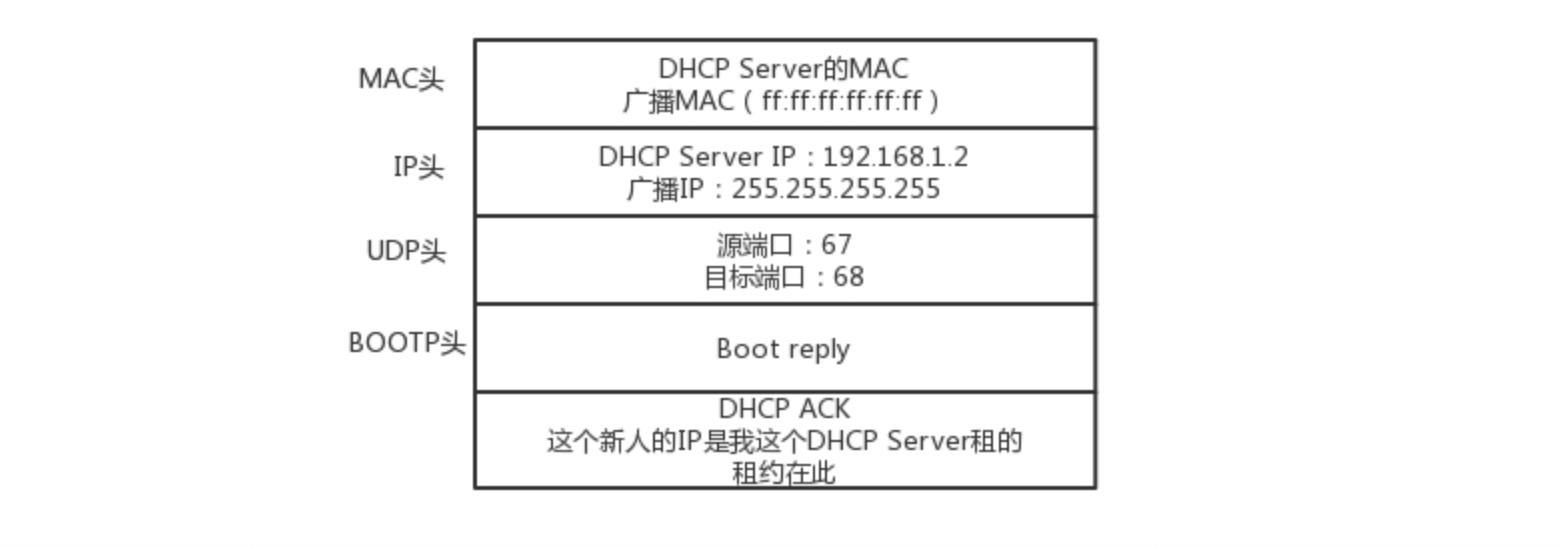 MAC头
DHCP Server的MAC
广播MAC（ff:ff:ff:ff:ff:ff）
IP头
DHCP Server IP：192.168.1.2
广播IP：255.255.255.255
UDP头
源端口：67
目标端口：68
BOOTP头
Boot reply
DHCP ACK
这个新人的IP是我这个DHCP Server租的
租约在此